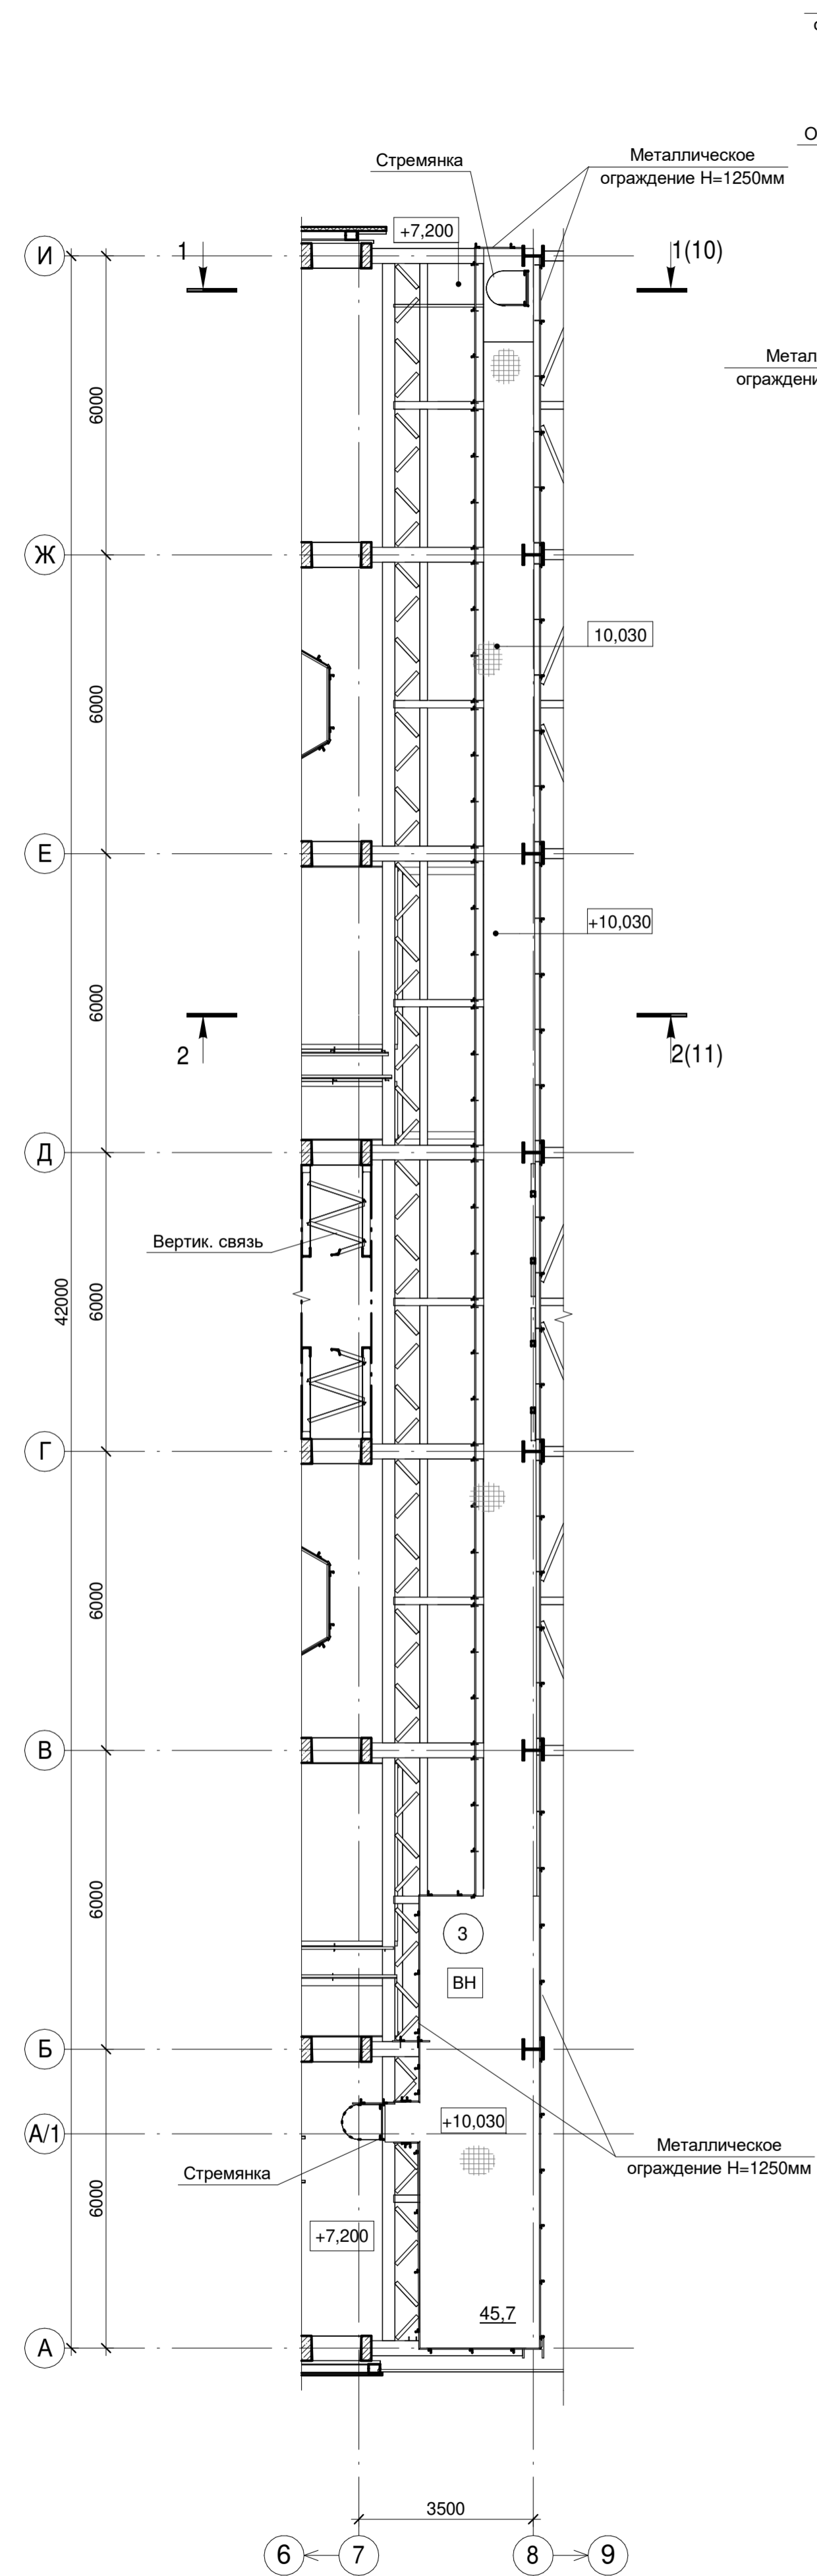 Стремянка
Металлическое
ограждение Н=1250мм
+7,200
И
1
1(10)
Метал
ограждени
6000
Ж
10,030
6000
Е
+10,030
6000
2
2(11)
Д
Вертик. связь
42000
6000
Г
6000
В
6000
3
ВН
Б
А/1
+10,030
Металлическое
ограждение Н=1250мм
Стремянка
6000
+7,200
45,7
А
3500
6
7
8
9